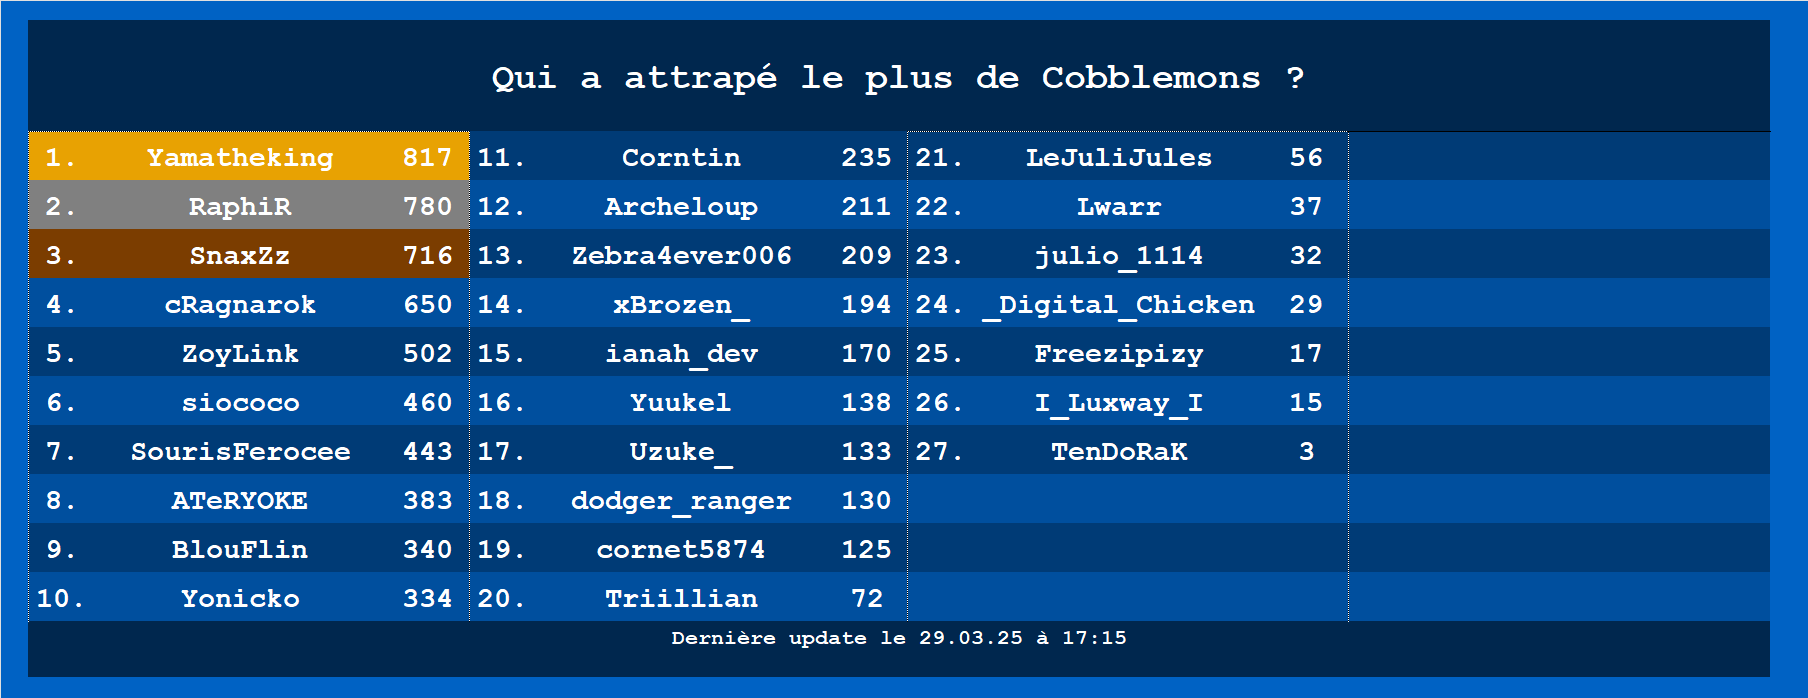 Qui a attrapé le plus de Cobblemons ?
1. Yamatheking 817
2. RaphiR 780
3. SnaxZz 716
4. cRagnarok 650
5. ZoyLink 502
6. siococo 460
7. SourisFerocee 443
8. ATeRYOKE 383
9. BlouFlin 340
10. Yonicko 334
11. Corntin 235
12. Archeloup 211
13. Zebra4ever006 209
14. xBrozen_ 194
15. ianah_dev 170
16. Yuukel 138
17. Uzuke_ 133
18. dodger_ranger 130
19. cornet5874 125
20. Triillian 72
21. LeJuliJules 56
22. Lwarr 37
23. julio_1114 32
24. _Digital_Chicken 29
25. Freezipizy 17
26. I_Luxway_I 15
27. TenDoRaK 3
Dernière update le 29.03.25 à 17:15